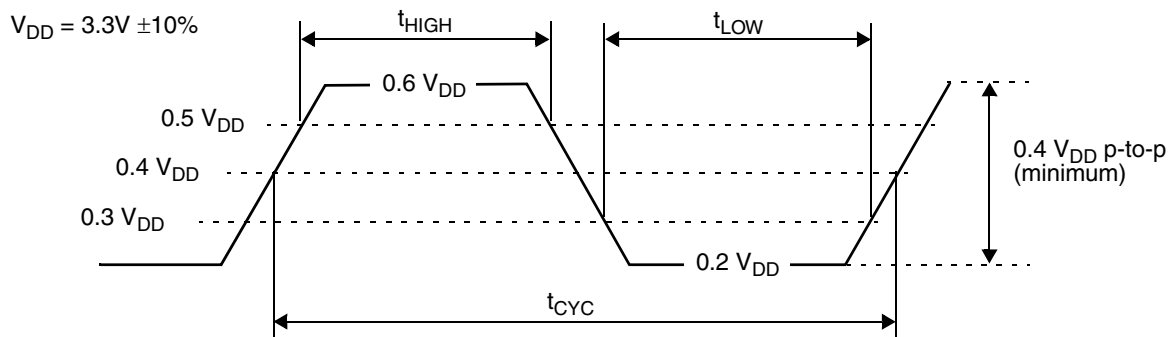 V_DD = 3.3V ±10%
t_HIGH
t_LOW
0.6 V_DD
0.5 V_DD
0.4 V_DD
0.3 V_DD
0.2 V_DD
0.4 V_DD p-to-p
(minimum)
t_CYC